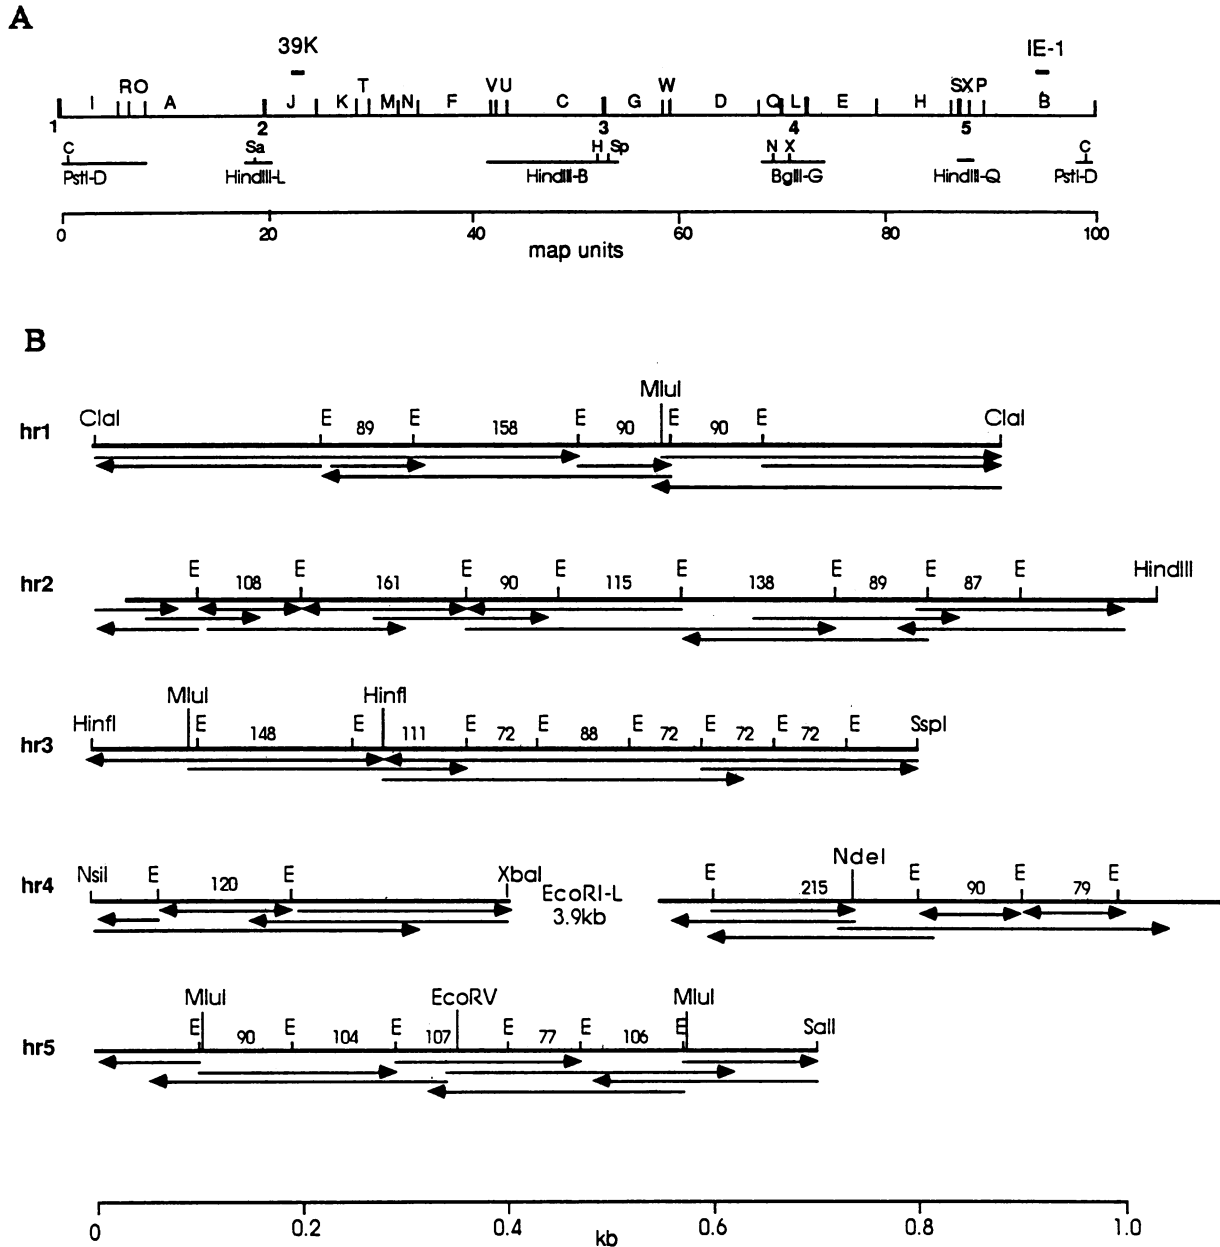 A
39K IE-1
T
RO VU W SXP
I A J K M N F C G D Q L E H B
1 2 3 4 5
C Sa H Sp N X C
PstI-D HindIII-L HindIII-B BglII-G HindIII-Q PstI-D
0 20 40 60 80 100
map units
B
MluI
ClaI E E E E E ClaI
hr1 89 158 90 90
E E E E E E E E HindIII
hr2 108 161 90 115 138 89 87
MluI HinfI
HinfI E E E E E E E E SspI
hr3 148 111 72 88 72 72 72
NdeI
NsiI E E XbaI E E E E
hr4 120 EcoRI-L 215 90 79
3.9kb
MluI EcoRV MluI
E E E E E E SalI
hr5 90 104 107 77 106
0 0.2 0.4 0.6 0.8 1.0
kb